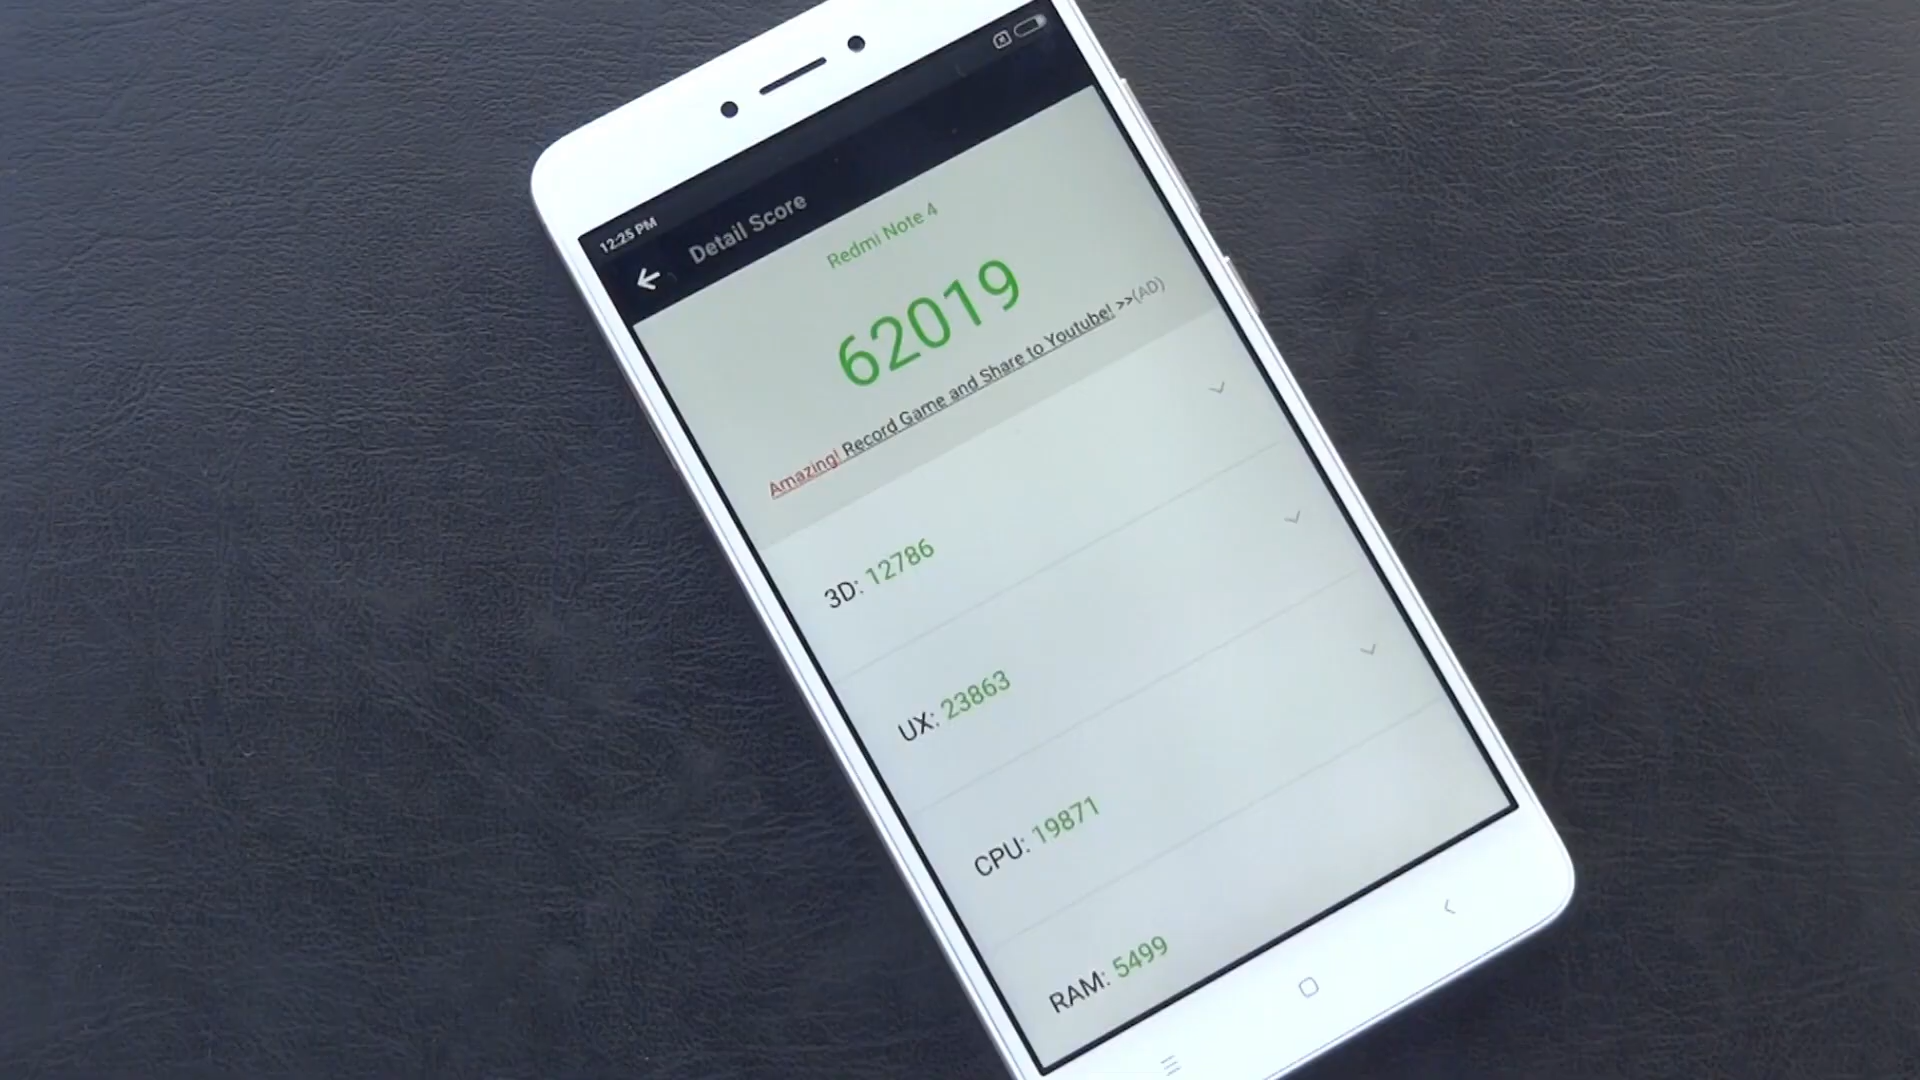 12:25 PM
Detail Score
Redmi Note 4
62019
Amazing! Record Game and Share to Youtube! >>(AD)
3D: 12786
UX: 23863
CPU: 19871
RAM: 5499